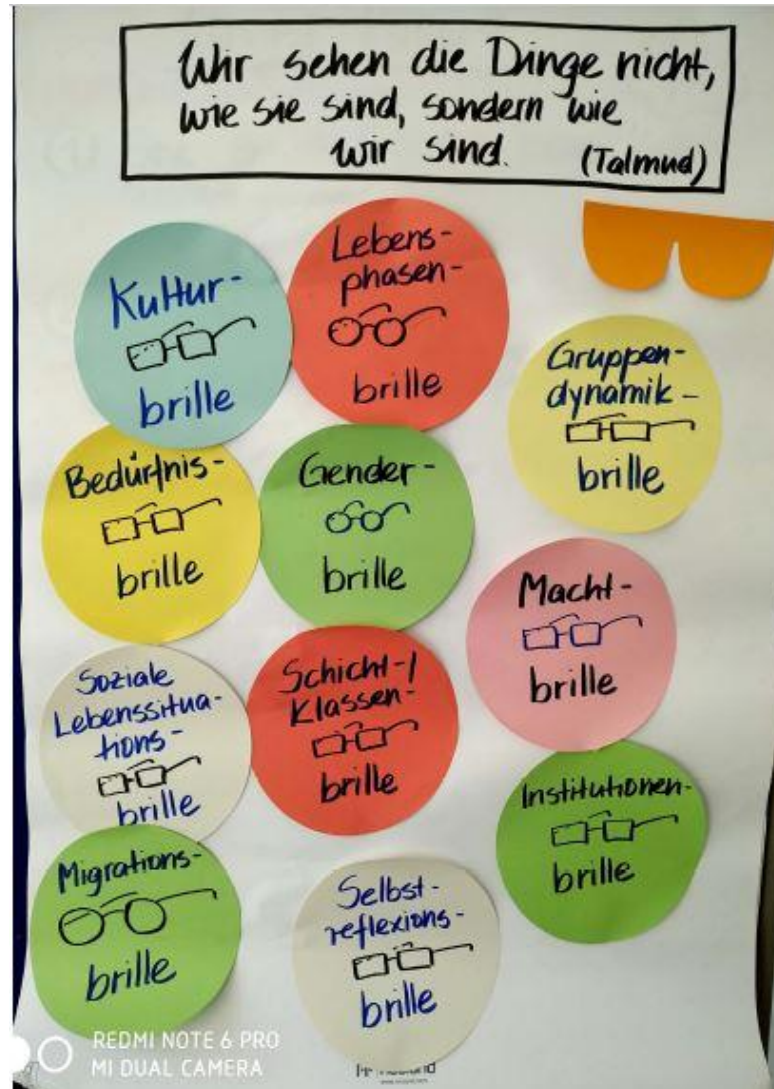 Wir sehen die Dinge nicht,
wie sie sind, sondern wie
wir sind. (Talmud)
Kultur-
brille
Lebens-
phasen-
brille
Gruppen-
dynamik-
brille
Bedürfnis-
brille
Gender-
brille
Macht-
brille
Soziale
Lebenssitua-
tions-
brille
Schicht-/
Klassen-
brille
Institutionen-
brille
Migrations-
brille
Selbst-
reflexions-
brille
REDMI NOTE 6 PRO
MI DUAL CAMERA